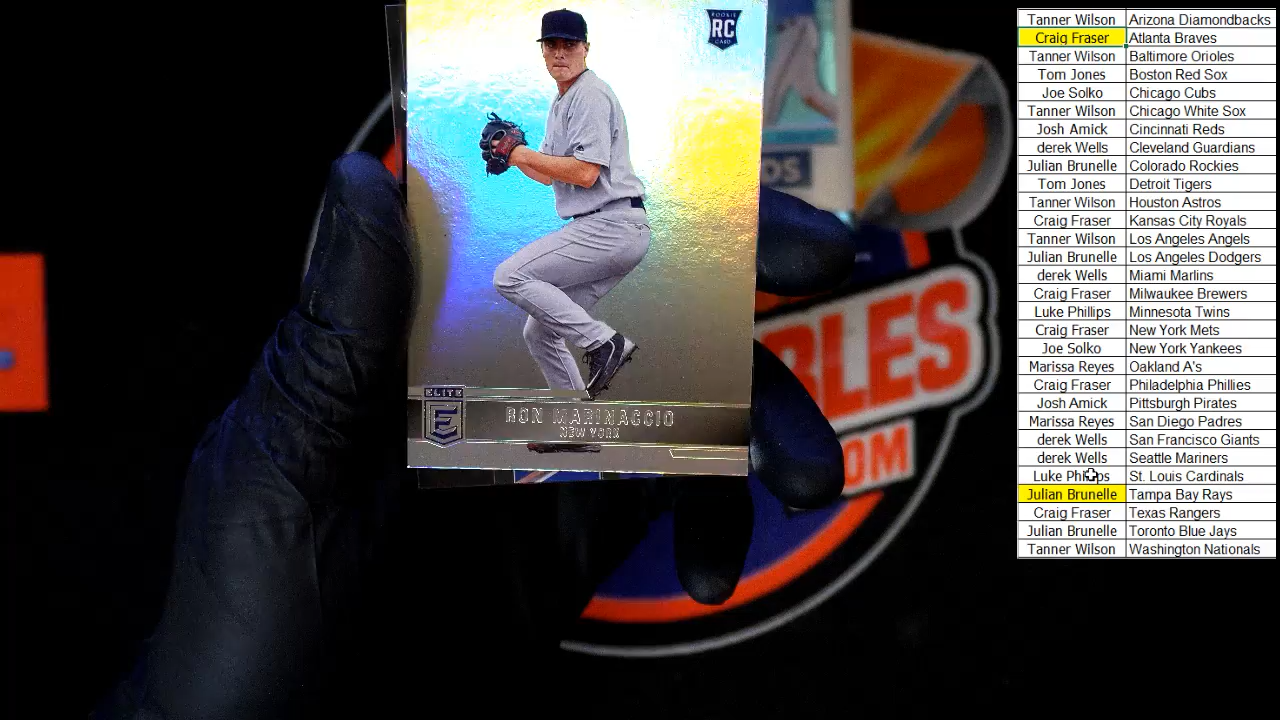 ROOKIE
RC
CARD
ELITE
E
RON MARINACCIO
NEW YORK
OS
BLES
OM
Tanner Wilson Arizona Diamondbacks
Craig Fraser Atlanta Braves
Tanner Wilson Baltimore Orioles
Tom Jones Boston Red Sox
Joe Solko Chicago Cubs
Tanner Wilson Chicago White Sox
Josh Amick Cincinnati Reds
derek Wells Cleveland Guardians
Julian Brunelle Colorado Rockies
Tom Jones Detroit Tigers
Tanner Wilson Houston Astros
Craig Fraser Kansas City Royals
Tanner Wilson Los Angeles Angels
Julian Brunelle Los Angeles Dodgers
derek Wells Miami Marlins
Craig Fraser Milwaukee Brewers
Luke Phillips Minnesota Twins
Craig Fraser New York Mets
Joe Solko New York Yankees
Marissa Reyes Oakland A's
Craig Fraser Philadelphia Phillies
Josh Amick Pittsburgh Pirates
Marissa Reyes San Diego Padres
derek Wells San Francisco Giants
derek Wells Seattle Mariners
Luke Phillips St. Louis Cardinals
Julian Brunelle Tampa Bay Rays
Craig Fraser Texas Rangers
Julian Brunelle Toronto Blue Jays
Tanner Wilson Washington Nationals